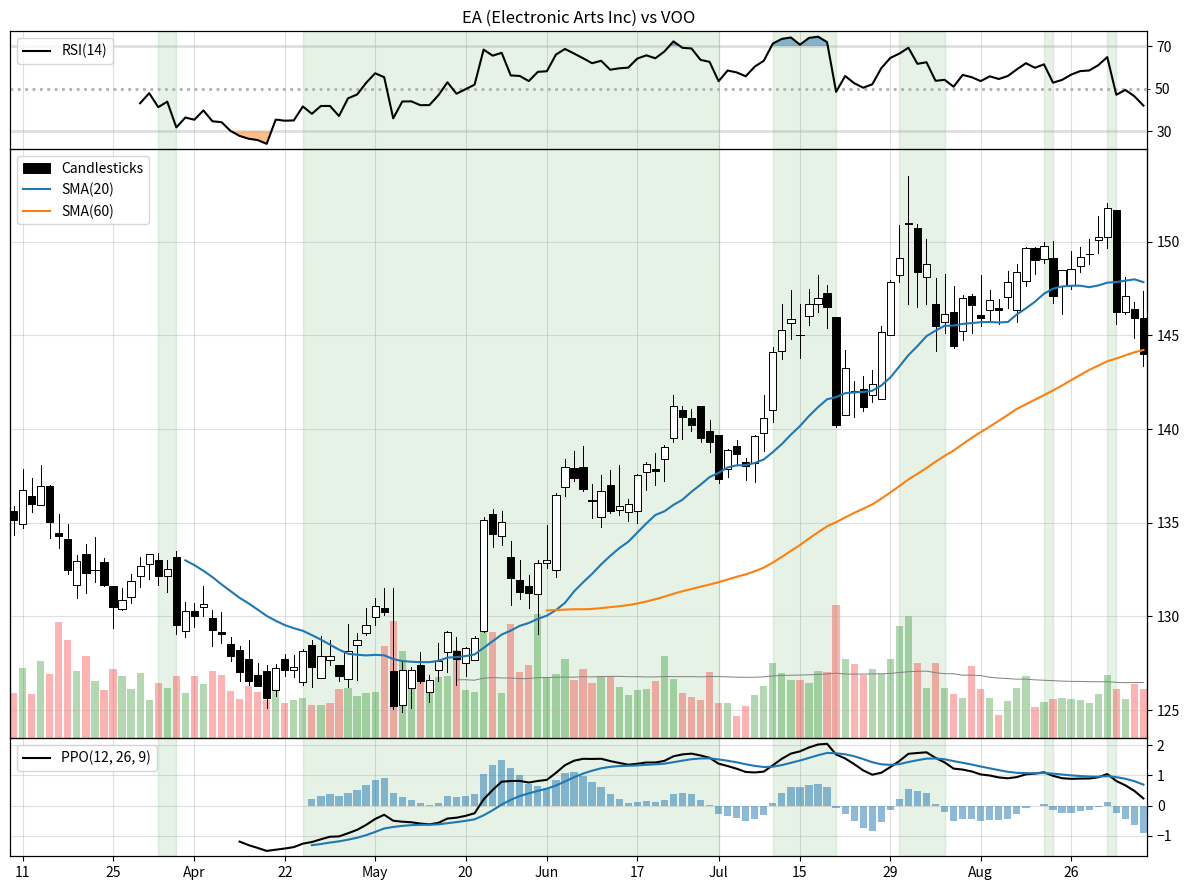 EA (Electronic Arts Inc) vs VOO
RSI(14)
70
50
30
Candlesticks
SMA(20)
SMA(60)
150
145
140
135
130
125
PPO(12, 26, 9)
2
1
0
−1
11 25 Apr 22 May 20 Jun 17 Jul 15 29 Aug 26